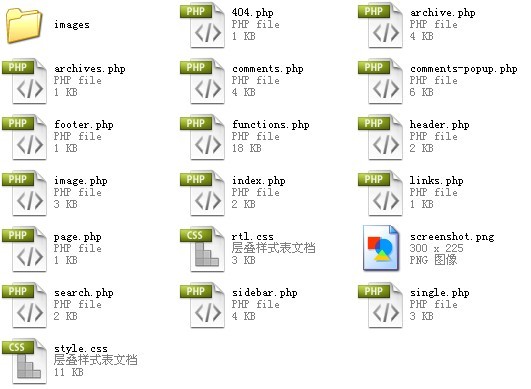 images
PHP
404.php
PHP file
1 KB
PHP
archive.php
PHP file
4 KB
PHP
archives.php
PHP file
1 KB
PHP
comments.php
PHP file
4 KB
PHP
comments-popup.php
PHP file
6 KB
PHP
footer.php
PHP file
1 KB
PHP
functions.php
PHP file
18 KB
PHP
header.php
PHP file
2 KB
PHP
image.php
PHP file
3 KB
PHP
index.php
PHP file
2 KB
PHP
links.php
PHP file
1 KB
PHP
page.php
PHP file
1 KB
CSS
rtl.css
层叠样式表文档
3 KB
screenshot.png
300 x 225
PNG 图像
PHP
search.php
PHP file
2 KB
PHP
sidebar.php
PHP file
4 KB
PHP
single.php
PHP file
3 KB
CSS
style.css
层叠样式表文档
11 KB